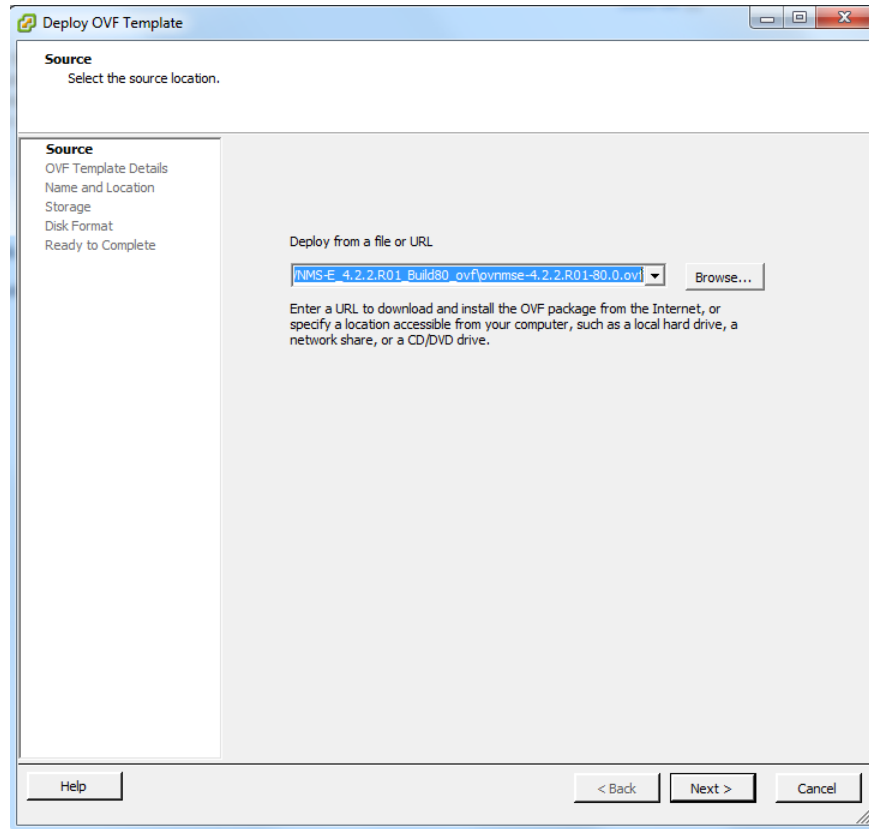 Deploy OVF Template
Source
Select the source location.
Source
OVF Template Details
Name and Location
Storage
Disk Format
Ready to Complete
Deploy from a file or URL
/NMS-E_4.2.2.R01_Build80_ovf\ovnmse-4.2.2.R01-80.0.ovf
Browse...
Enter a URL to download and install the OVF package from the Internet, or
specify a location accessible from your computer, such as a local hard drive, a
network share, or a CD/DVD drive.
Help
< Back
Next >
Cancel